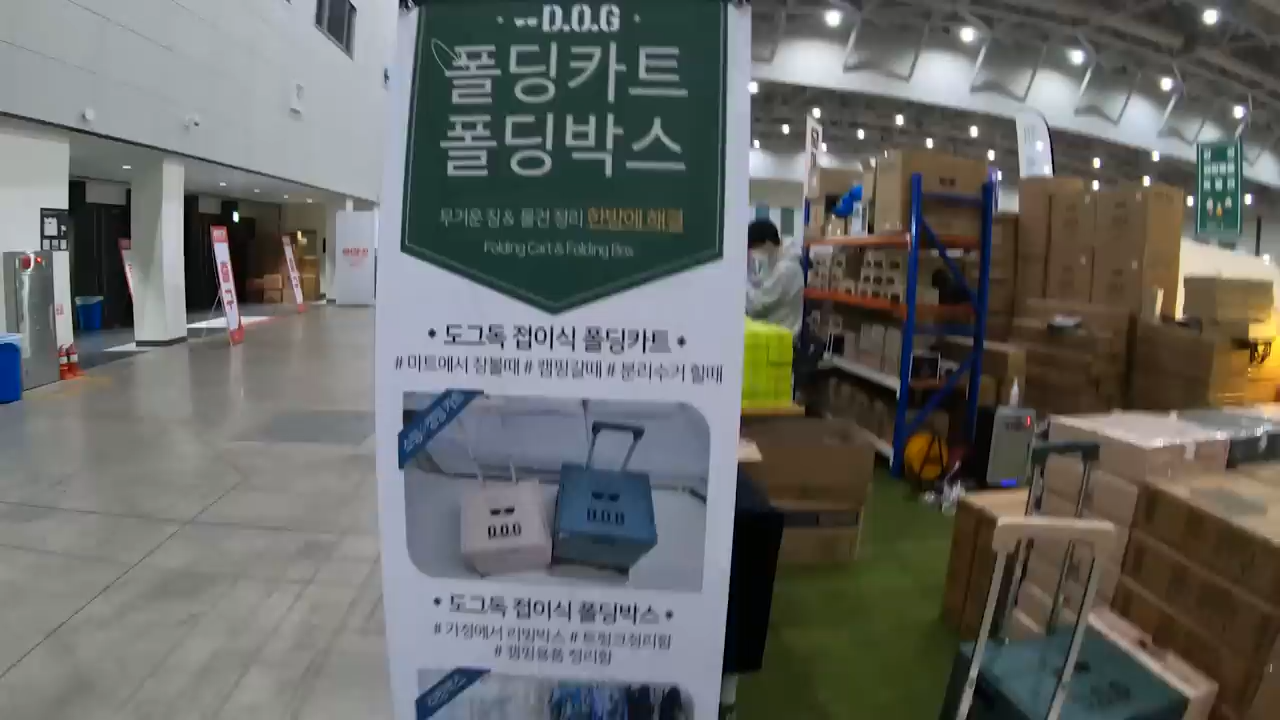 D.O.G
폴딩카트
폴딩박스
무거운 짐 & 물건 정리 한방에 해결
Folding Cart & Folding Box
• 도그독 접이식 폴딩카트 •
# 마트에서 장볼때 # 캠핑갈때 # 분리수거 할때
D.O.G
D.O.G
• 도그독 접이식 폴딩박스 •
# 가정에서 리빙박스 # 트렁크정리함
# 캠핑용품 정리함